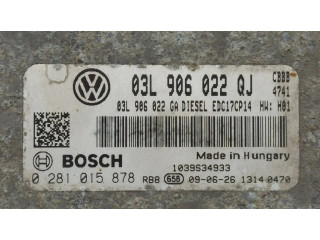 03L 906 022 QJ CBBB
4741
03L 906 022 GA DIESEL EDC17CP14 HW: H01
BOSCH Made in Hungary
1039S34933
0 281 015 878 RB8 656 09-06-26 1314 0470